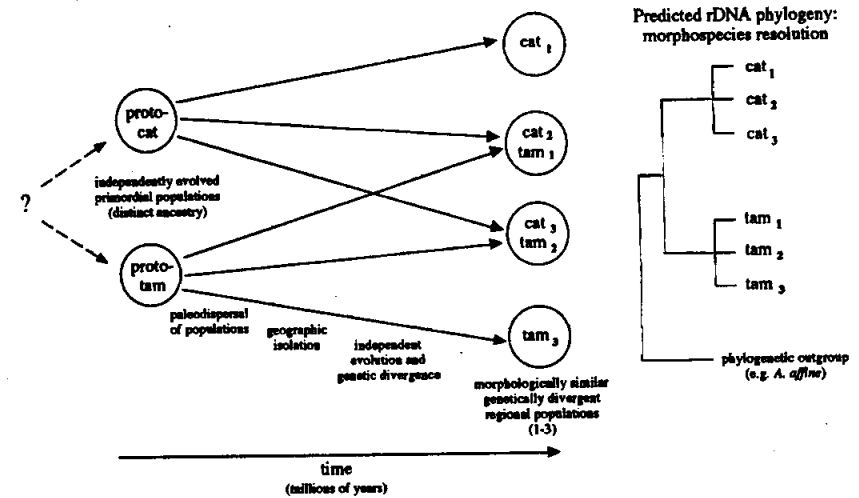 Predicted rDNA phylogeny:
morphospecies resolution
cat 1
proto-
cat
cat 2
tam 1
?
independently evolved
primordial populations
(distinct ancestry)
cat 3
tam 2
proto-
tam
paleodispersal
of populations
geographic
isolation
independent
evolution and
genetic divergence
tam 3
morphologically similar
genetically divergent
regional populations
(1-3)
time
(millions of years)
cat 1
cat 2
cat 3
tam 1
tam 2
tam 3
phylogenetic outgroup
(e.g. A. affine)